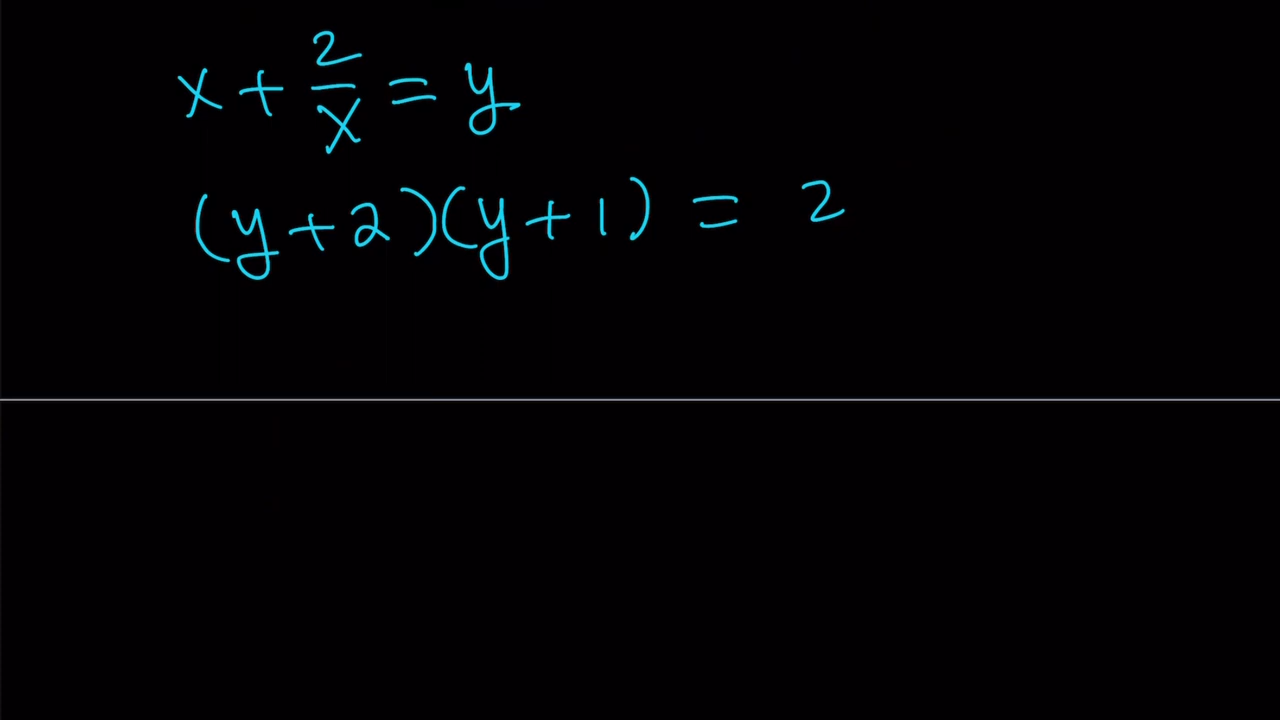 x + 2/x = y
(y+2)(y+1) = 2